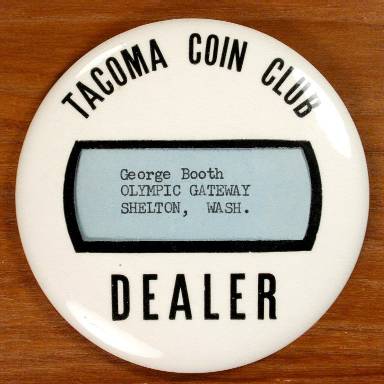 TACOMA COIN CLUB
George Booth
OLYMPIC GATEWAY
SHELTON, WASH.
DEALER